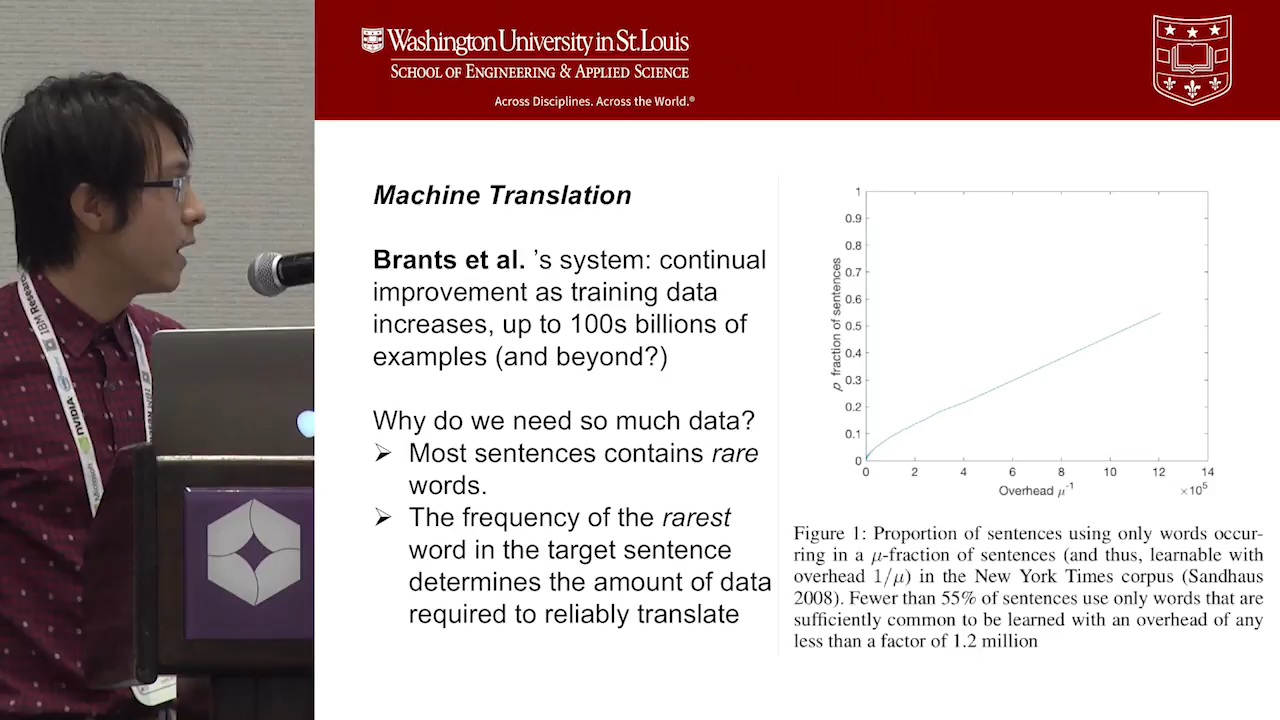 Washington University in St. Louis
SCHOOL OF ENGINEERING & APPLIED SCIENCE
Across Disciplines. Across the World.®
Machine Translation
Brants et al. ’s system: continual
improvement as training data
increases, up to 100s billions of
examples (and beyond?)
Why do we need so much data?
➢ Most sentences contains rare
words.
➢ The frequency of the rarest
word in the target sentence
determines the amount of data
required to reliably translate
1
0.9
0.8
0.7
0.6
0.5
0.4
0.3
0.2
0.1
0
p fraction of sentences
0 2 4 6 8 10 12 14
Overhead μ⁻¹
×10⁵
Figure 1: Proportion of sentences using only words occur-
ring in a μ-fraction of sentences (and thus, learnable with
overhead 1/μ) in the New York Times corpus (Sandhaus
2008). Fewer than 55% of sentences use only words that are
sufficiently common to be learned with an overhead of any
less than a factor of 1.2 million
IBM Research
intel
NVIDIA
IBM Re
Microsoft